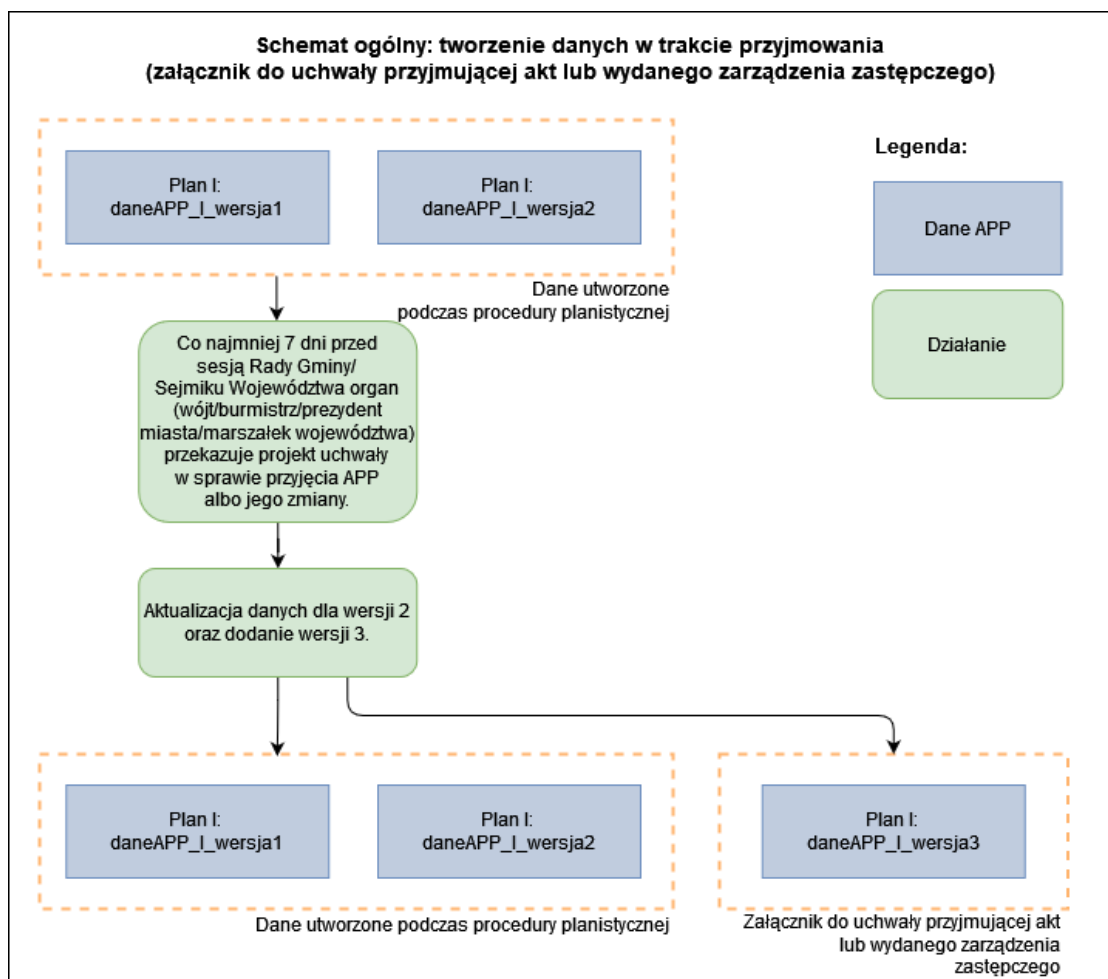 Schemat ogólny: tworzenie danych w trakcie przyjmowania
(załącznik do uchwały przyjmującej akt lub wydanego zarządzenia zastępczego)
Plan I:
daneAPP_I_wersja1
Plan I:
daneAPP_I_wersja2
Dane utworzone
podczas procedury planistycznej
Legenda:
Dane APP
Działanie
Co najmniej 7 dni przed
sesją Rady Gminy/
Sejmiku Województwa organ
(wójt/burmistrz/prezydent
miasta/marszałek województwa)
przekazuje projekt uchwały
w sprawie przyjęcia APP
albo jego zmiany.
Aktualizacja danych dla wersji 2
oraz dodanie wersji 3.
Plan I:
daneAPP_I_wersja1
Plan I:
daneAPP_I_wersja2
Dane utworzone podczas procedury planistycznej
Plan I:
daneAPP_I_wersja3
Załącznik do uchwały przyjmującej akt
lub wydanego zarządzenia
zastępczego